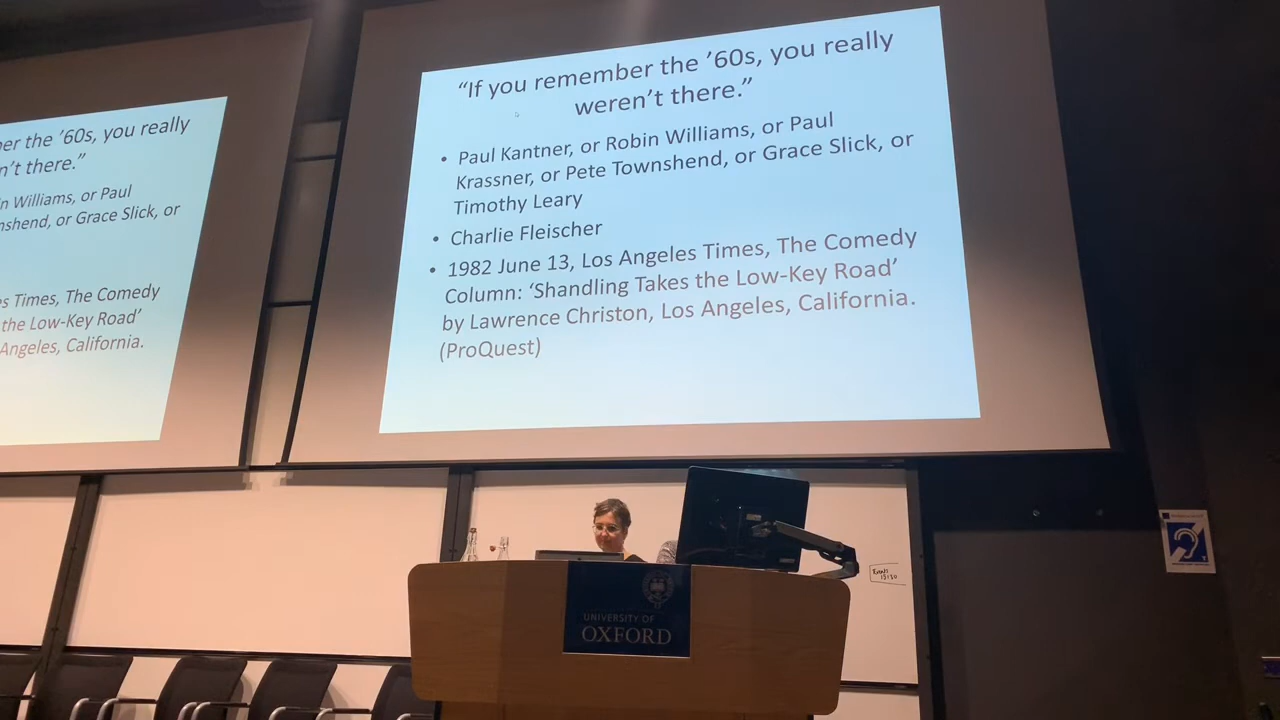 er the ’60s, you really
n’t there.”
n Williams, or Paul
nshend, or Grace Slick, or
s Times, The Comedy
the Low-Key Road’
Angeles, California.
“If you remember the ’60s, you really
weren’t there.”
• Paul Kantner, or Robin Williams, or Paul
Krassner, or Pete Townshend, or Grace Slick, or
Timothy Leary
• Charlie Fleischer
• 1982 June 13, Los Angeles Times, The Comedy
Column: ‘Shandling Takes the Low-Key Road’
by Lawrence Christon, Los Angeles, California.
(ProQuest)
UNIVERSITY OF
OXFORD